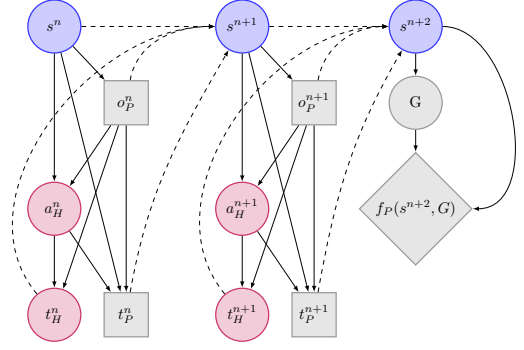 s^n s^{n+1} s^{n+2}
o_P^n o_P^{n+1} G
a_H^n a_H^{n+1} f_P(s^{n+2}, G)
t_H^n t_P^n t_H^{n+1} t_P^{n+1}